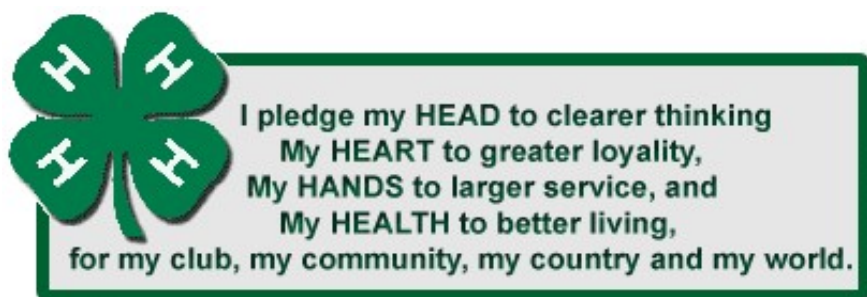 H H
H H
I pledge my HEAD to clearer thinking
My HEART to greater loyality,
My HANDS to larger service, and
My HEALTH to better living,
for my club, my community, my country and my world.